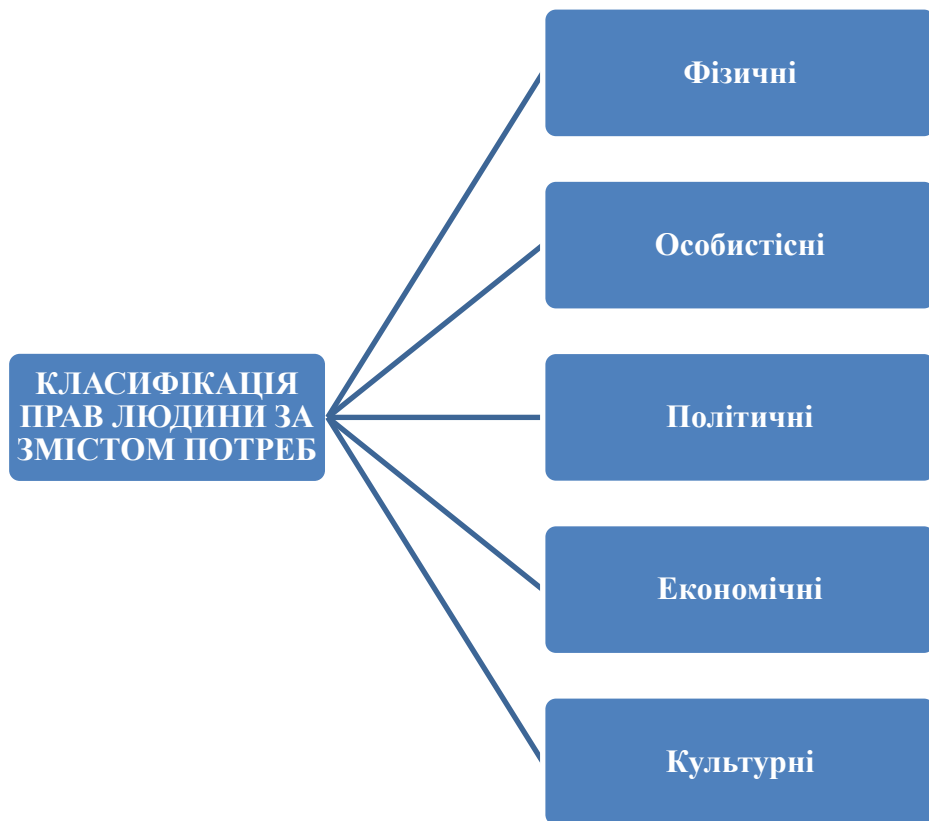 КЛАСИФІКАЦІЯ
ПРАВ ЛЮДИНИ ЗА
ЗМІСТОМ ПОТРЕБ
Фізичні
Особистісні
Політичні
Економічні
Культурні